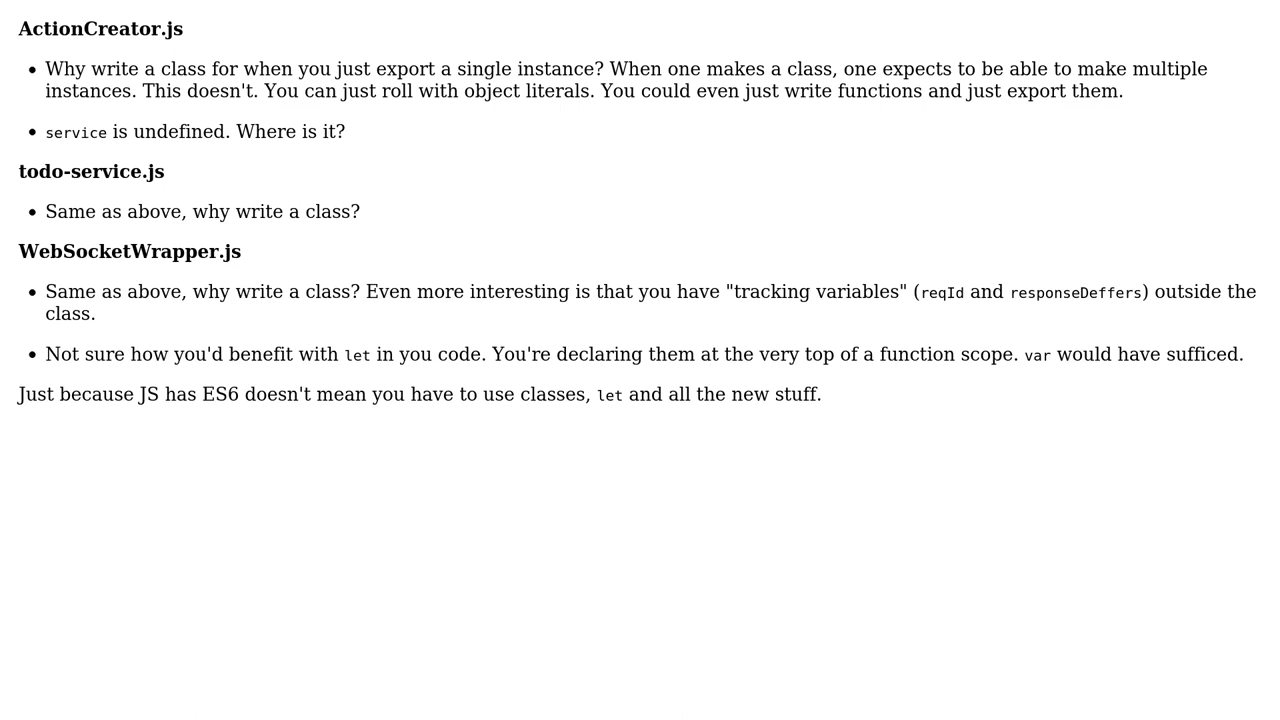 ActionCreator.js
• Why write a class for when you just export a single instance? When one makes a class, one expects to be able to make multiple
instances. This doesn't. You can just roll with object literals. You could even just write functions and just export them.
• service is undefined. Where is it?
todo-service.js
• Same as above, why write a class?
WebSocketWrapper.js
• Same as above, why write a class? Even more interesting is that you have "tracking variables" (reqId and responseDeffers) outside the
class.
• Not sure how you'd benefit with let in you code. You're declaring them at the very top of a function scope. var would have sufficed.
Just because JS has ES6 doesn't mean you have to use classes, let and all the new stuff.